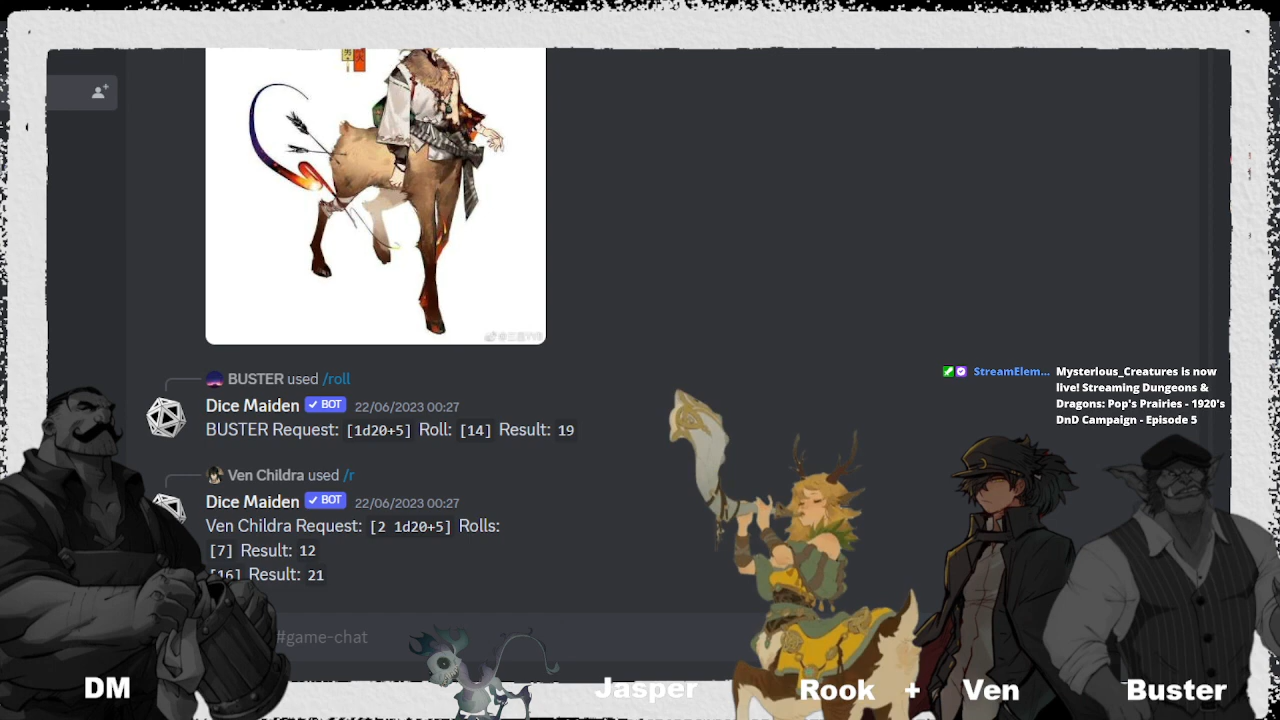 BUSTER used /roll
Dice Maiden ✓ BOT 22/06/2023 00:27
BUSTER Request: [1d20+5] Roll: [14] Result: 19
Ven Childra used /r
Dice Maiden ✓ BOT 22/06/2023 00:27
Ven Childra Request: [2 1d20+5] Rolls:
[7] Result: 12
[16] Result: 21
#game-chat
StreamElem... Mysterious_Creatures is now
live! Streaming Dungeons &
Dragons: Pop's Prairies - 1920's
DnD Campaign - Episode 5
DM
Jasper
Rook + Ven
Buster